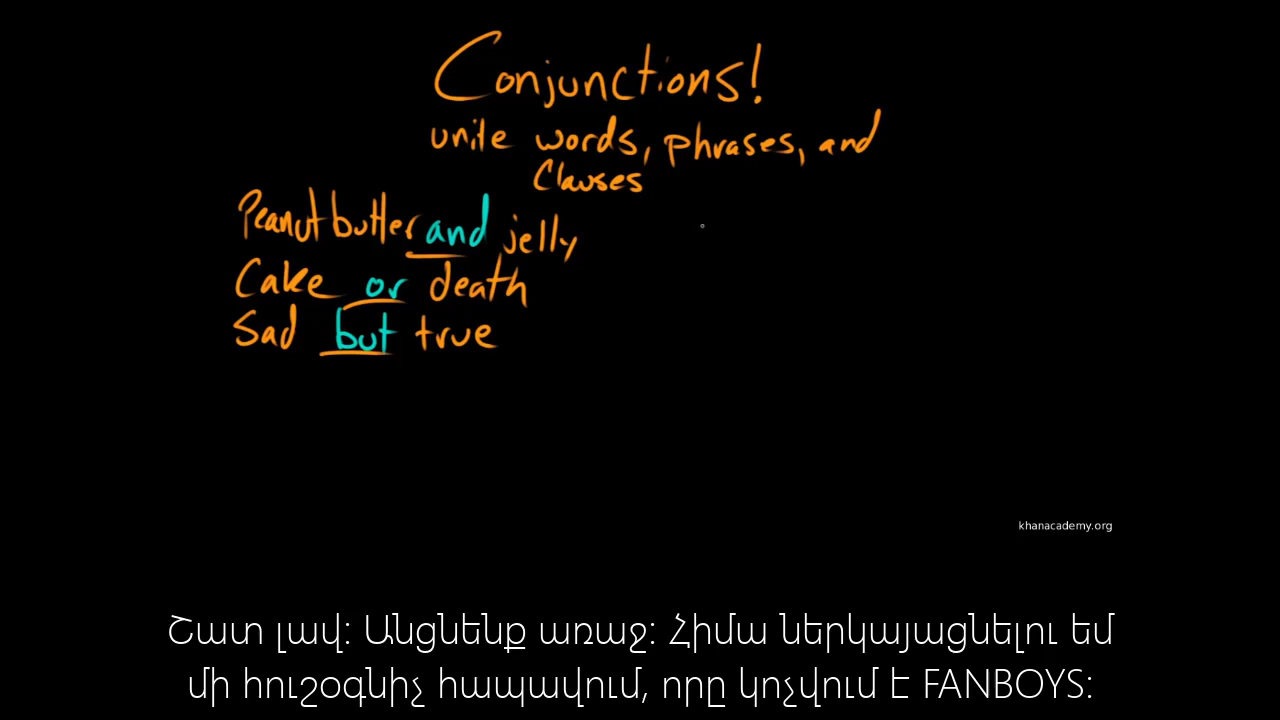 Conjunctions!
unite words, phrases, and
Clauses
Peanut butter and jelly
Cake or death
Sad but true
khanacademy.org
Շատ լավ: Անցնենք առաջ: Հիմա ներկայացնելու եմ
մի հուշօգնիչ հապավում, որը կոչվում է FANBOYS: